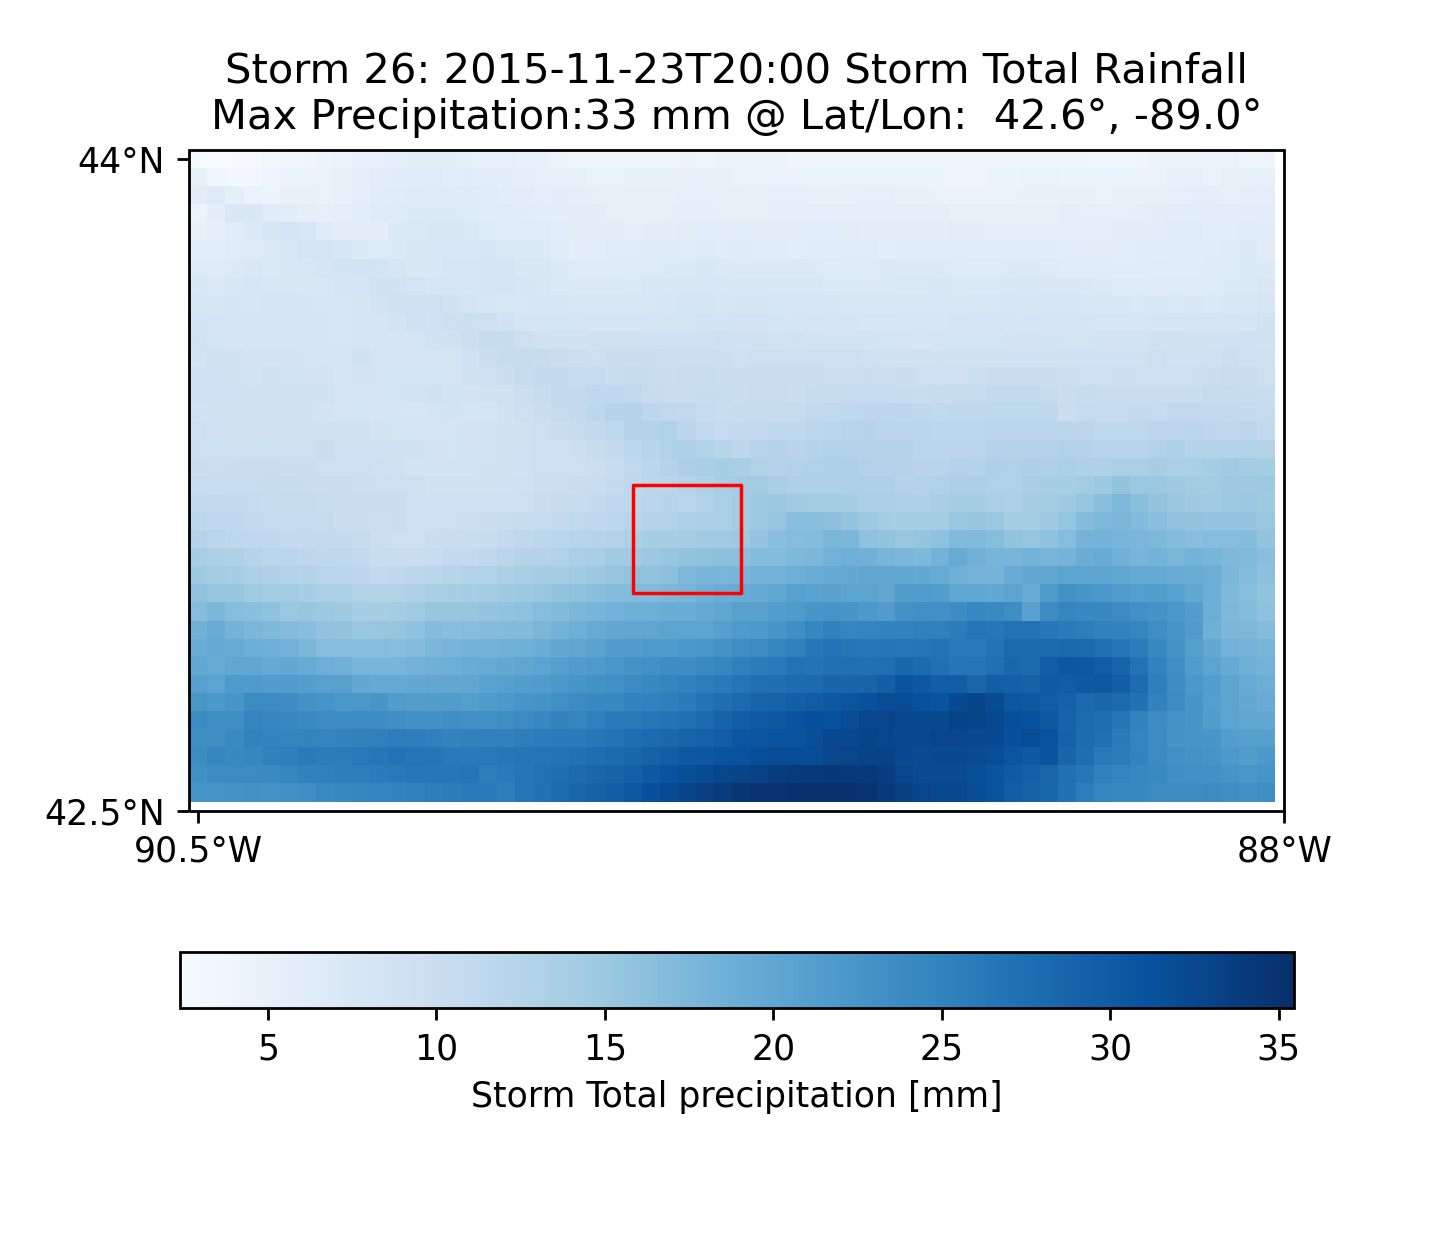 Storm 26: 2015-11-23T20:00 Storm Total Rainfall
Max Precipitation:33 mm @ Lat/Lon:  42.6°, -89.0°
44°N
42.5°N
90.5°W
88°W
5 10 15 20 25 30 35
Storm Total precipitation [mm]